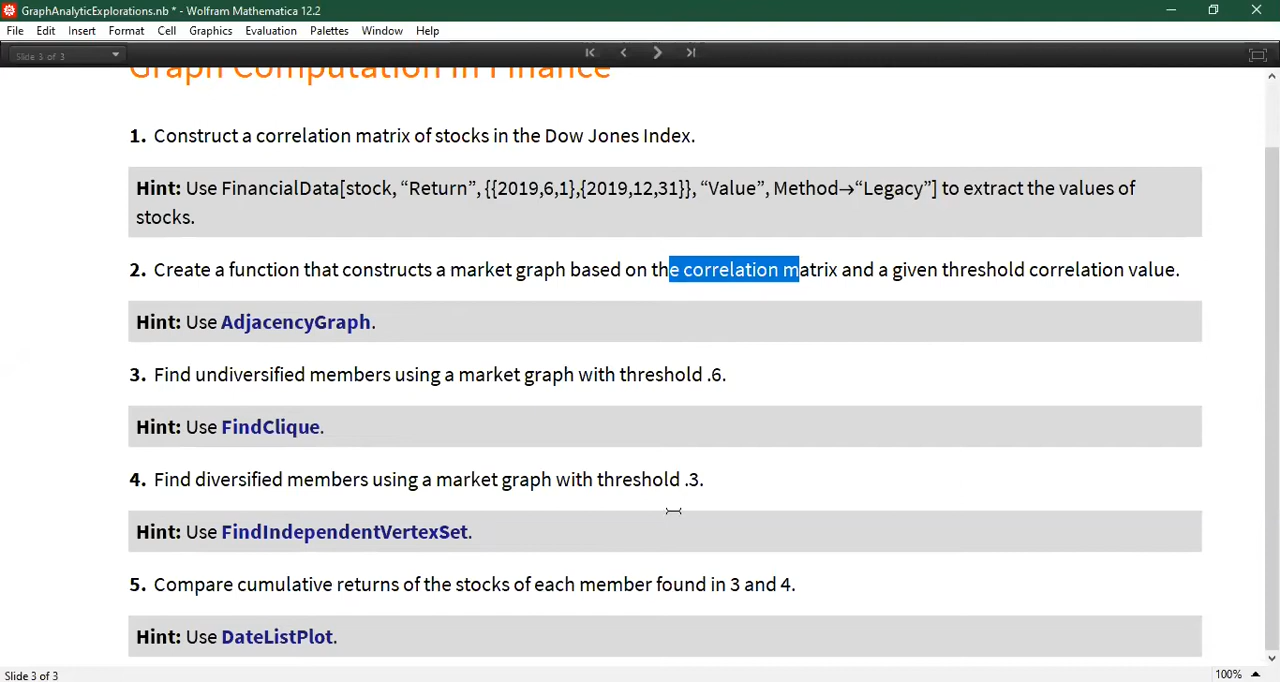 GraphAnalyticExplorations.nb * - Wolfram Mathematica 12.2
File Edit Insert Format Cell Graphics Evaluation Palettes Window Help
Slide 3 of 3
Graph Computation in Finance
1. Construct a correlation matrix of stocks in the Dow Jones Index.
Hint: Use FinancialData[stock, “Return”, {{2019,6,1},{2019,12,31}}, “Value”, Method→“Legacy”] to extract the values of
stocks.
2. Create a function that constructs a market graph based on the correlation matrix and a given threshold correlation value.
Hint: Use AdjacencyGraph.
3. Find undiversified members using a market graph with threshold .6.
Hint: Use FindClique.
4. Find diversified members using a market graph with threshold .3.
Hint: Use FindIndependentVertexSet.
5. Compare cumulative returns of the stocks of each member found in 3 and 4.
Hint: Use DateListPlot.
Slide 3 of 3
100%